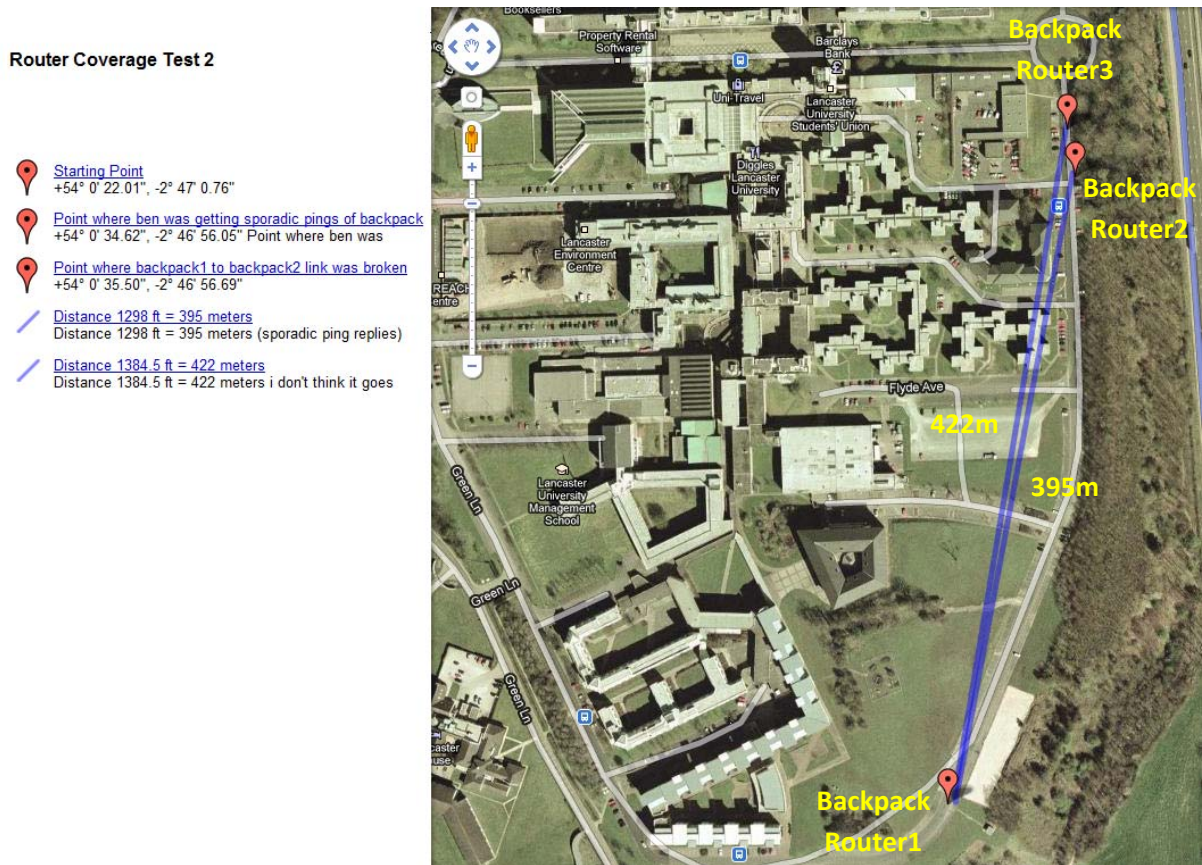 Router Coverage Test 2
Starting Point
+54° 0' 22.01", -2° 47' 0.76"
Point where ben was getting sporadic pings of backpack
+54° 0' 34.62", -2° 46' 56.05" Point where ben was
Point where backpack1 to backpack2 link was broken
+54° 0' 35.50", -2° 46' 56.69"
Distance 1298 ft = 395 meters
Distance 1298 ft = 395 meters (sporadic ping replies)
Distance 1384.5 ft = 422 meters
Distance 1384.5 ft = 422 meters i don't think it goes
Booksellers
Property Rental
Software
Barclays
Bank
Backpack
Router3
Uni-Travel
Lancaster
University
Students' Union
Diggles
Lancaster
University
Backpack
Router2
Lancaster
Environment
Centre
REACH
entre
Flyde Ave
422m
395m
Lancaster
University
Management
School
Green Ln
Green Ln
Green Ln
caster
use
Backpack
Router1